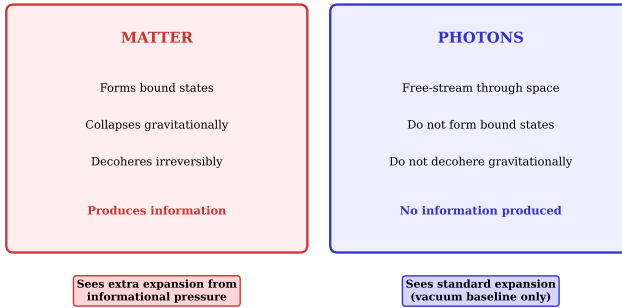 MATTER
Forms bound states
Collapses gravitationally
Decoheres irreversibly
Produces information
Sees extra expansion from
informational pressure
PHOTONS
Free-stream through space
Do not form bound states
Do not decohere gravitationally
No information produced
Sees standard expansion
(vacuum baseline only)